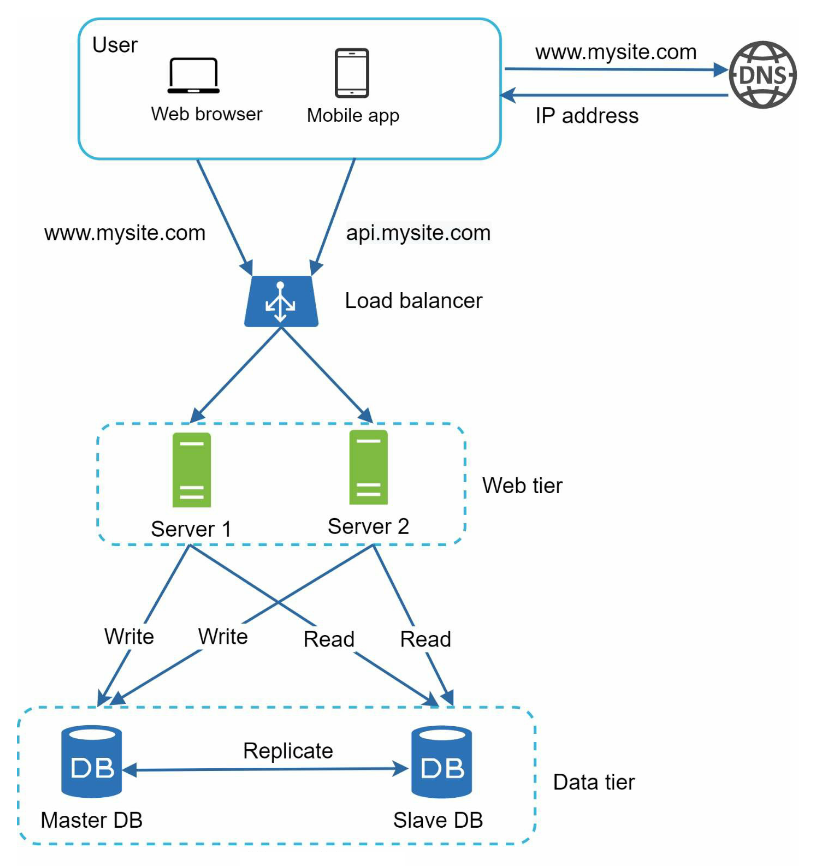 User
www.mysite.com
DNS
Web browser
Mobile app
IP address
www.mysite.com
api.mysite.com
Load balancer
Web tier
Server 1
Server 2
Write
Write
Read
Read
Replicate
DB
DB
Data tier
Master DB
Slave DB